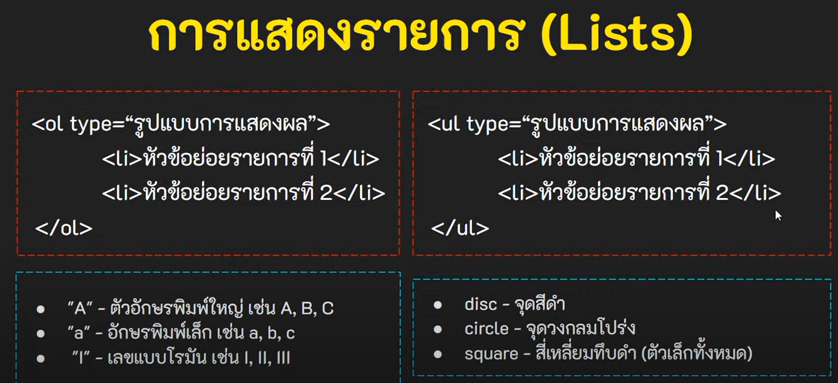 การแสดงรายการ (Lists)
<ol type=“รูปแบบการแสดงผล”>
<li>หัวข้อย่อยรายการที่ 1</li>
<li>หัวข้อย่อยรายการที่ 2</li>
</ol>
<ul type=“รูปแบบการแสดงผล”>
<li>หัวข้อย่อยรายการที่ 1</li>
<li>หัวข้อย่อยรายการที่ 2</li>
</ul>
● "A" - ตัวอักษรพิมพ์ใหญ่ เช่น A, B, C
● "a" - อักษรพิมพ์เล็ก เช่น a, b, c
● "I" - เลขแบบโรมัน เช่น I, II, III
● disc - จุดสีดำ
● circle - จุดวงกลมโปร่ง
● square - สี่เหลี่ยมทึบดำ (ตัวเล็กทั้งหมด)